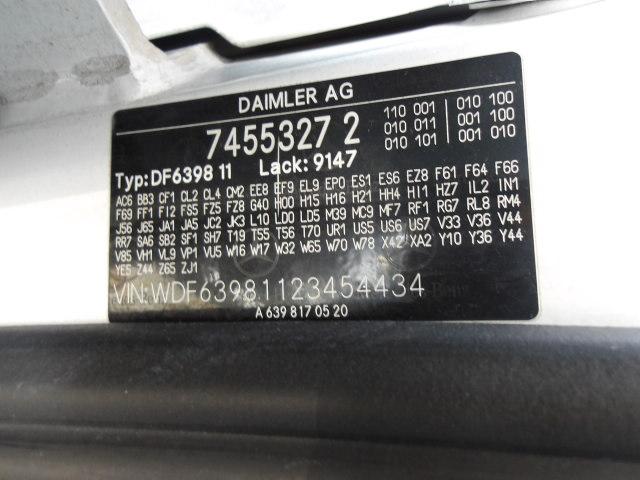 DAIMLER AG
7455327 2
110 001 | 010 100
010 011 | 001 100
010 101 | 001 010
Typ:DF6398 11 Lack:9147
AC6 BB3 CF1 CL2 CL4 CM2 EE8 EF9 EL9 EP0 ES1 ES6 EZ8 F61 F64 F66
F69 FF1 FI2 FS5 FZ5 FZ8 G40 H00 H15 H16 H21 HH4 HI1 HZ7 IL2 IN1
J56 J65 JA1 JA5 JC2 JK3 L10 LD0 LD5 M39 MC9 MF7 RF1 RG7 RL8 RM4
RR7 SA6 SB2 SF1 SH7 T19 T55 T56 T70 U01 US5 US6 US7 V33 V36 V44
V85 VH1 VL9 VP1 VU5 W16 W17 W32 W65 W70 W78 X42 XA2 Y10 Y36 Y44
YE5 Z44 Z65 ZJ1
VIN:WDF63981123454434
A 639 817 05 20